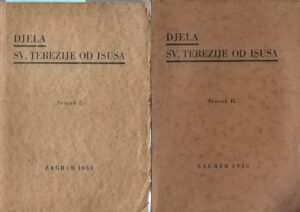 DJELA
SV. TEREZIJE OD ISUSA
Svezak I.
ZAGREB 1933
DJELA
SV. TEREZIJE OD ISUSA
Svezak II.
ZAGREB 1933